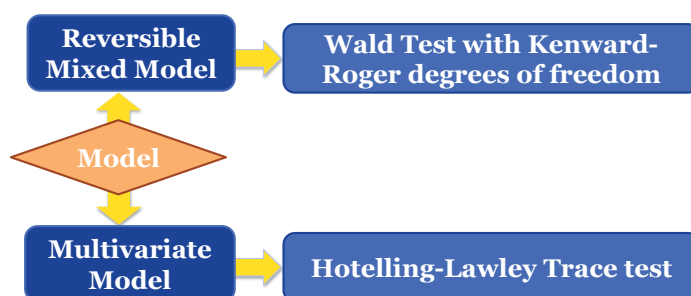 Reversible
Mixed Model
Wald Test with Kenward-
Roger degrees of freedom
Model
Multivariate
Model
Hotelling-Lawley Trace test